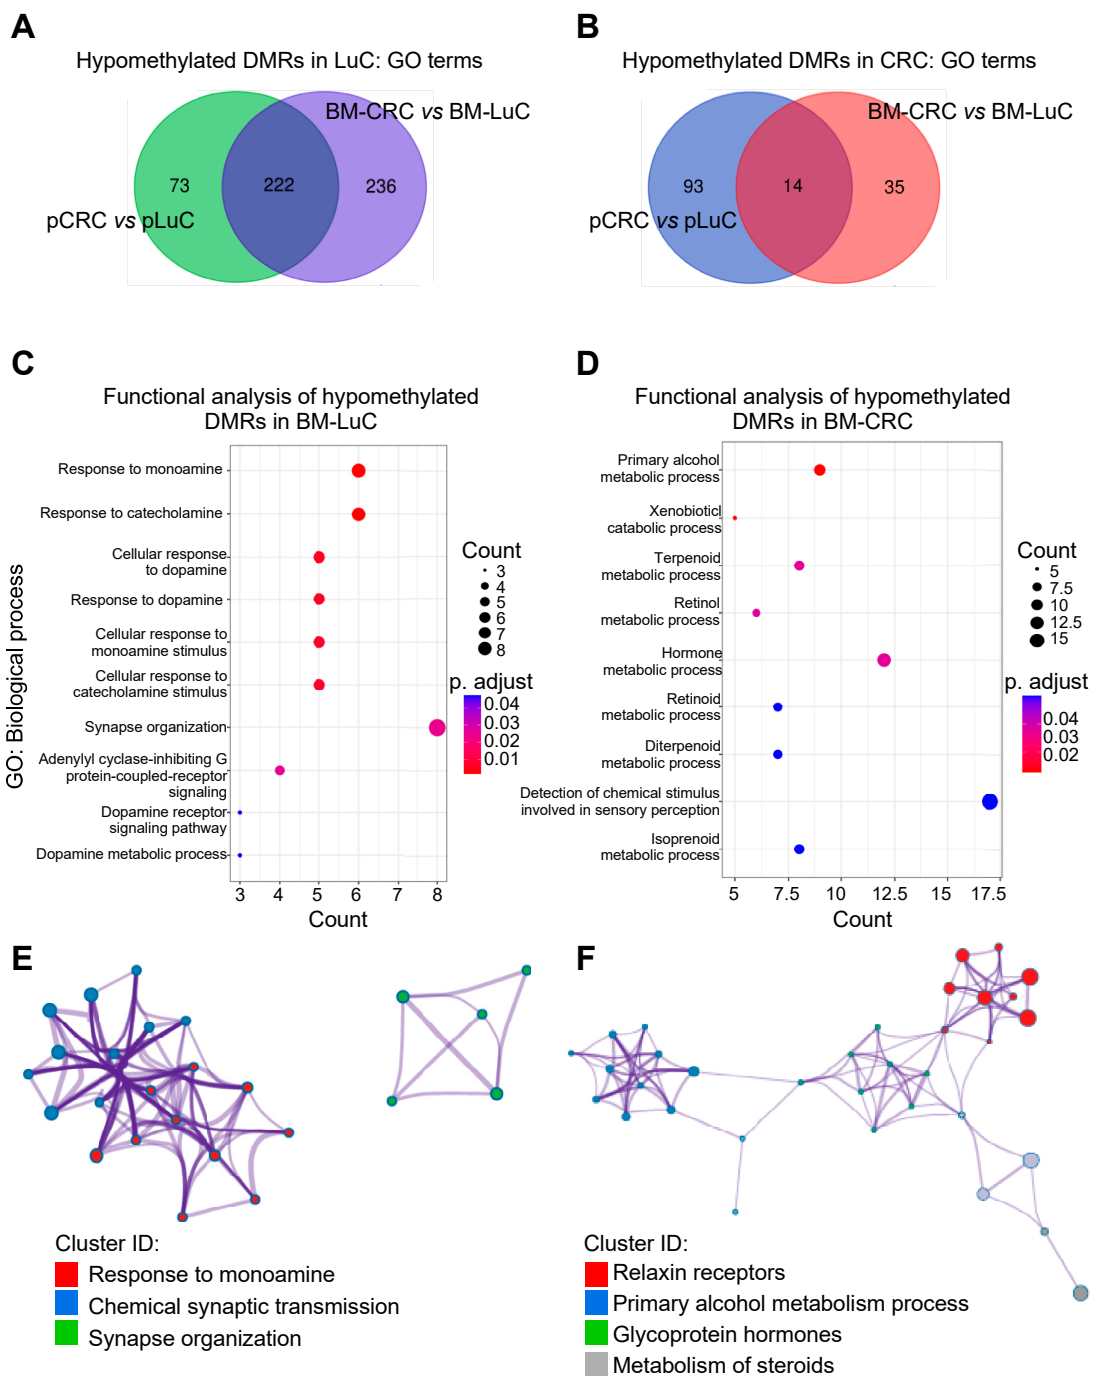 A
Hypomethylated DMRs in LuC: GO terms
BM-CRC vs BM-LuC
73
222
236
pCRC vs pLuC
B
Hypomethylated DMRs in CRC: GO terms
BM-CRC vs BM-LuC
93
14
35
pCRC vs pLuC
C
Functional analysis of hypomethylated
DMRs in BM-LuC
GO: Biological process
Response to monoamine
Response to catecholamine
Cellular response
to dopamine
Response to dopamine
Cellular response to
monoamine stimulus
Cellular response to
catecholamine stimulus
Synapse organization
Adenylyl cyclase-inhibiting G
protein-coupled-receptor
signaling
Dopamine receptor
signaling pathway
Dopamine metabolic process
3 4 5 6 7 8
Count
Count
3
4
5
6
7
8
p. adjust
0.04
0.03
0.02
0.01
D
Functional analysis of hypomethylated
DMRs in BM-CRC
Primary alcohol
metabolic process
Xenobioticl
catabolic process
Terpenoid
metabolic process
Retinol
metabolic process
Hormone
metabolic process
Retinoid
metabolic process
Diterpenoid
metabolic process
Detection of chemical stimulus
involved in sensory perception
Isoprenoid
metabolic process
5 7.5 10 12.5 15 17.5
Count
Count
5
7.5
10
12.5
15
p. adjust
0.04
0.03
0.02
E
Cluster ID:
Response to monoamine
Chemical synaptic transmission
Synapse organization
F
Cluster ID:
Relaxin receptors
Primary alcohol metabolism process
Glycoprotein hormones
Metabolism of steroids